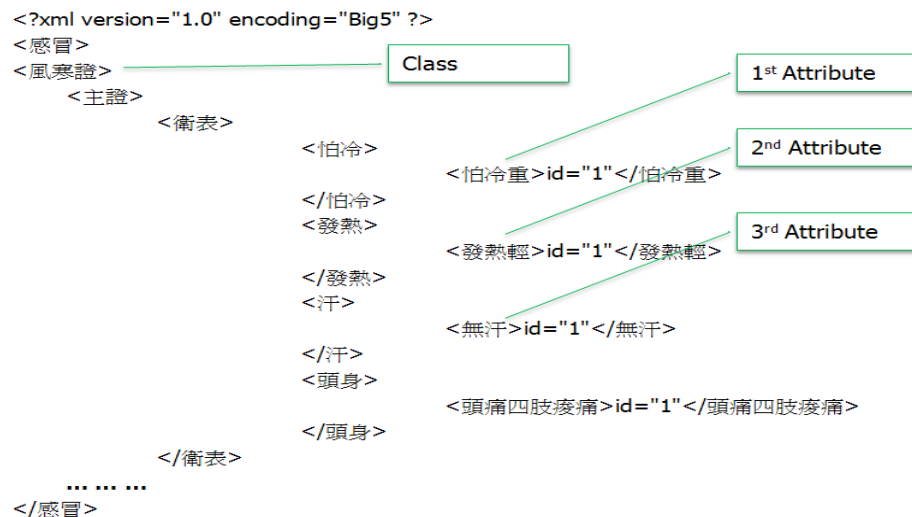 <?xml version="1.0" encoding="Big5" ?>
<感冒>
<風寒證>
Class
1st Attribute
<主證>
<衛表>
<怕冷>
2nd Attribute
<怕冷重>id="1"</怕冷重>
</怕冷>
<發熱>
3rd Attribute
<發熱輕>id="1"</發熱輕>
</發熱>
<汗>
<無汗>id="1"</無汗>
</汗>
<頭身>
<頭痛四肢痠痛>id="1"</頭痛四肢痠痛>
</頭身>
</衛表>
... ... ...
</感冒>